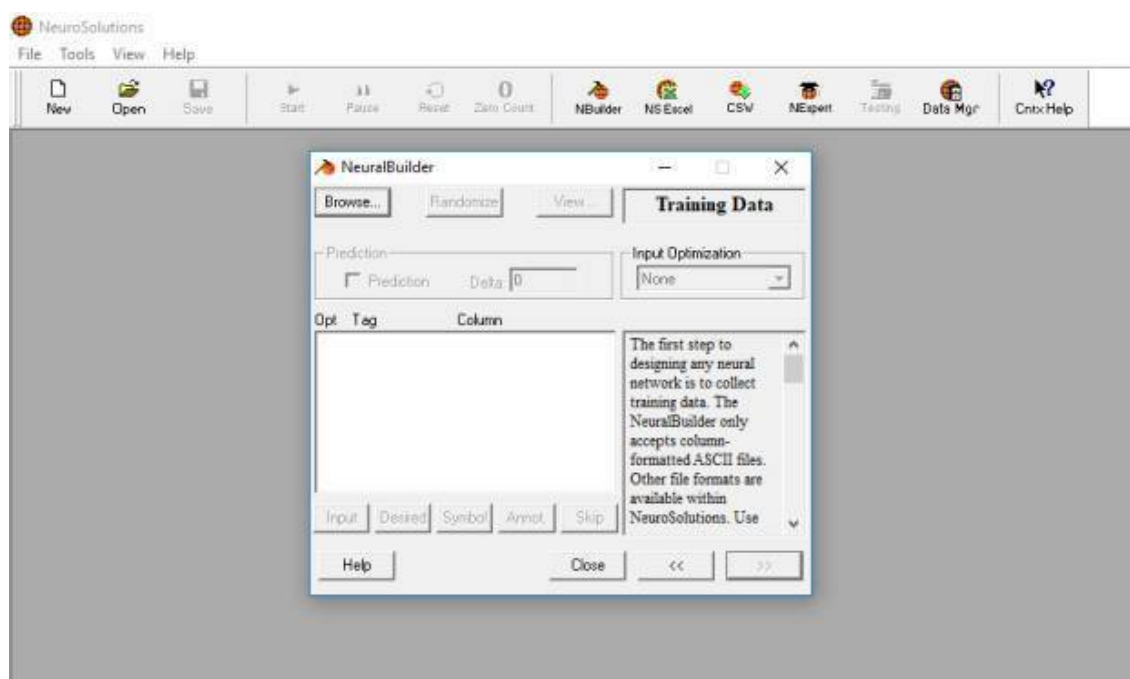 NeuroSolutions
File Tools View Help
New Open Save Start Pause Reset Zero Count NBuilder NS Excel CSV NExpert Testing Data Mgr Cntx Help
NeuralBuilder
Browse... Randomize View... Training Data
Prediction
Input Optimization
Prediction Delta 0
None
Opt Tag Column
The first step to
designing any neural
network is to collect
training data. The
NeuralBuilder only
accepts column-
formatted ASCII files.
Other file formats are
available within
NeuroSolutions. Use
Input Desired Symbol Annot. Skip
Help Close << >>